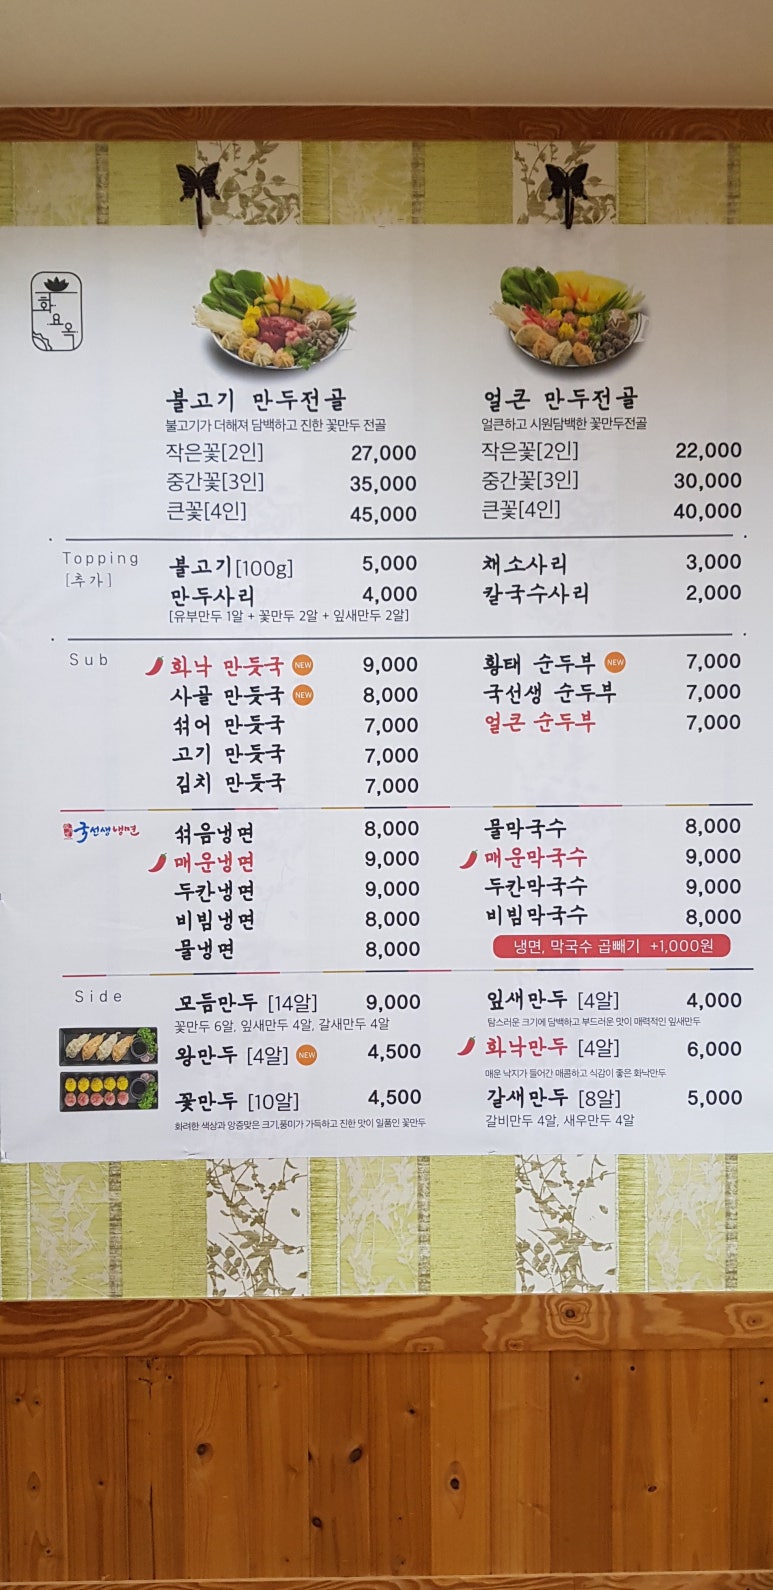 화요옥
불고기 만두전골
불고기가 더해져 담백하고 진한 꽃만두 전골
작은꽃[2인] 27,000
중간꽃[3인] 35,000
큰꽃[4인] 45,000
얼큰 만두전골
얼큰하고 시원담백한 꽃만두전골
작은꽃[2인] 22,000
중간꽃[3인] 30,000
큰꽃[4인] 40,000
Topping
[추가]
불고기[100g] 5,000
만두사리 4,000
[유부만두 1알 + 꽃만두 2알 + 잎새만두 2알]
채소사리 3,000
칼국수사리 2,000
Sub
화낙 만둣국 NEW 9,000
사골 만둣국 NEW 8,000
섞어 만둣국 7,000
고기 만둣국 7,000
김치 만둣국 7,000
황태 순두부 NEW 7,000
국선생 순두부 7,000
얼큰 순두부 7,000
국선생냉면
섞음냉면 8,000
매운냉면 9,000
두칸냉면 9,000
비빔냉면 8,000
물냉면 8,000
물막국수 8,000
매운막국수 9,000
두칸막국수 9,000
비빔막국수 8,000
냉면, 막국수 곱빼기 +1,000원
Side
모듬만두 [14알] 9,000
꽃만두 6알, 잎새만두 4알, 갈새만두 4알
왕만두 [4알] NEW 4,500
꽃만두 [10알] 4,500
화려한 색상과 앙증맞은 크기,풍미가 가득하고 진한 맛이 일품인 꽃만두
잎새만두 [4알] 4,000
탐스러운 크기에 담백하고 부드러운 맛이 매력적인 잎새만두
화낙만두 [4알] 6,000
매운 낙지가 들어간 매콤하고 식감이 좋은 화낙만두
갈새만두 [8알] 5,000
갈비만두 4알, 새우만두 4알